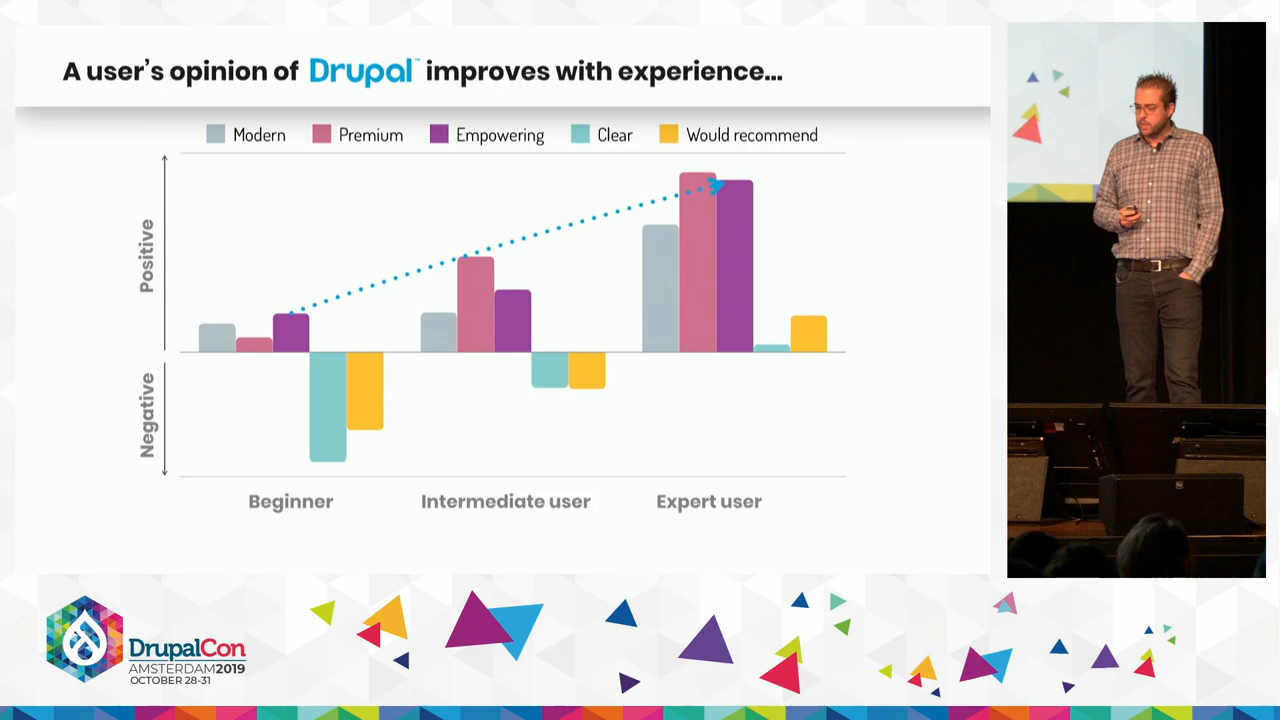 A user's opinion of Drupal™ improves with experience...
Modern Premium Empowering Clear Would recommend
Positive
Negative
Beginner Intermediate user Expert user
DrupalCon
AMSTERDAM2019
OCTOBER 28-31